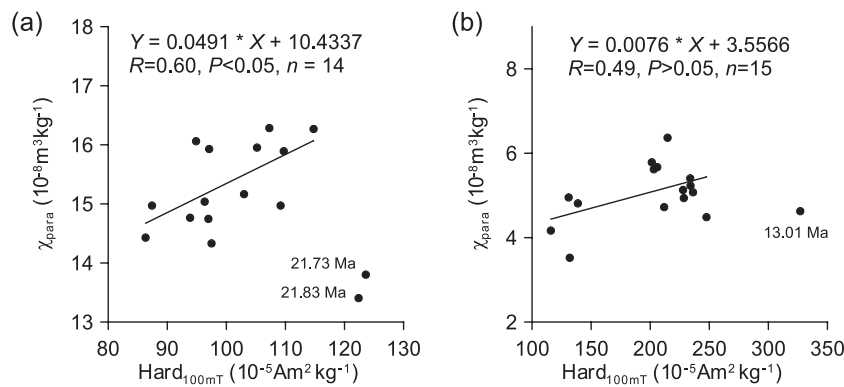 (a)
Y = 0.0491 * X + 10.4337
R=0.60, P<0.05, n = 14
χpara (10-8m3kg-1)
18
17
16
15
14
13
21.73 Ma
21.83 Ma
80 90 100 110 120 130
Hard100mT (10-5Am2 kg-1)
(b)
Y = 0.0076 * X + 3.5566
R=0.49, P>0.05, n=15
χpara (10-8m3kg-1)
8
6
4
2
13.01 Ma
100 150 200 250 300 350
Hard100mT (10-5Am2 kg-1)